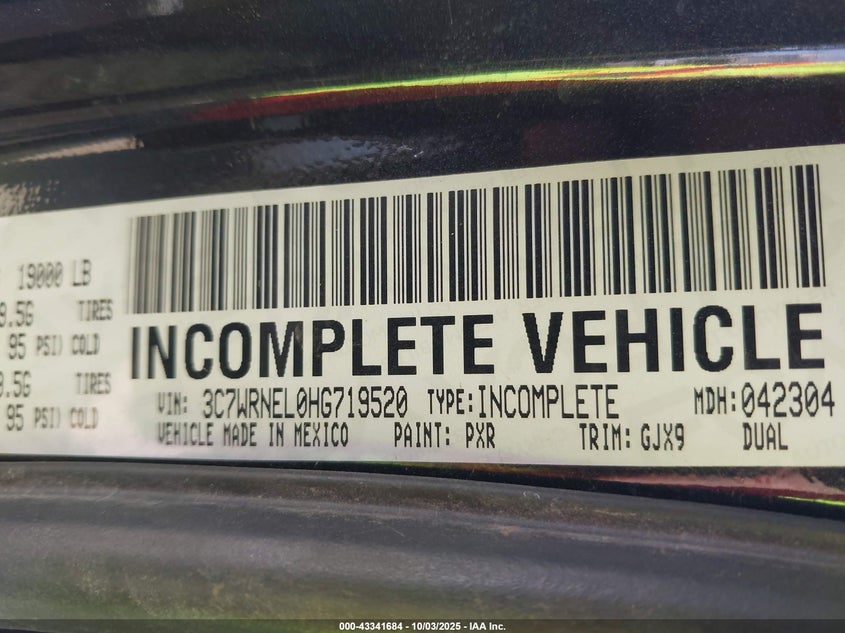 19000 LB
TIRES
95 PSI) COLD
TIRES
95 PSI) COLD
INCOMPLETE VEHICLE
VIN: 3C7WRNEL0HG719520 TYPE: INCOMPLETE MDH: 042304
VEHICLE MADE IN MEXICO PAINT: PXR TRIM: GJX9 DUAL
000-43341684 - 10/03/2025 - IAA Inc.